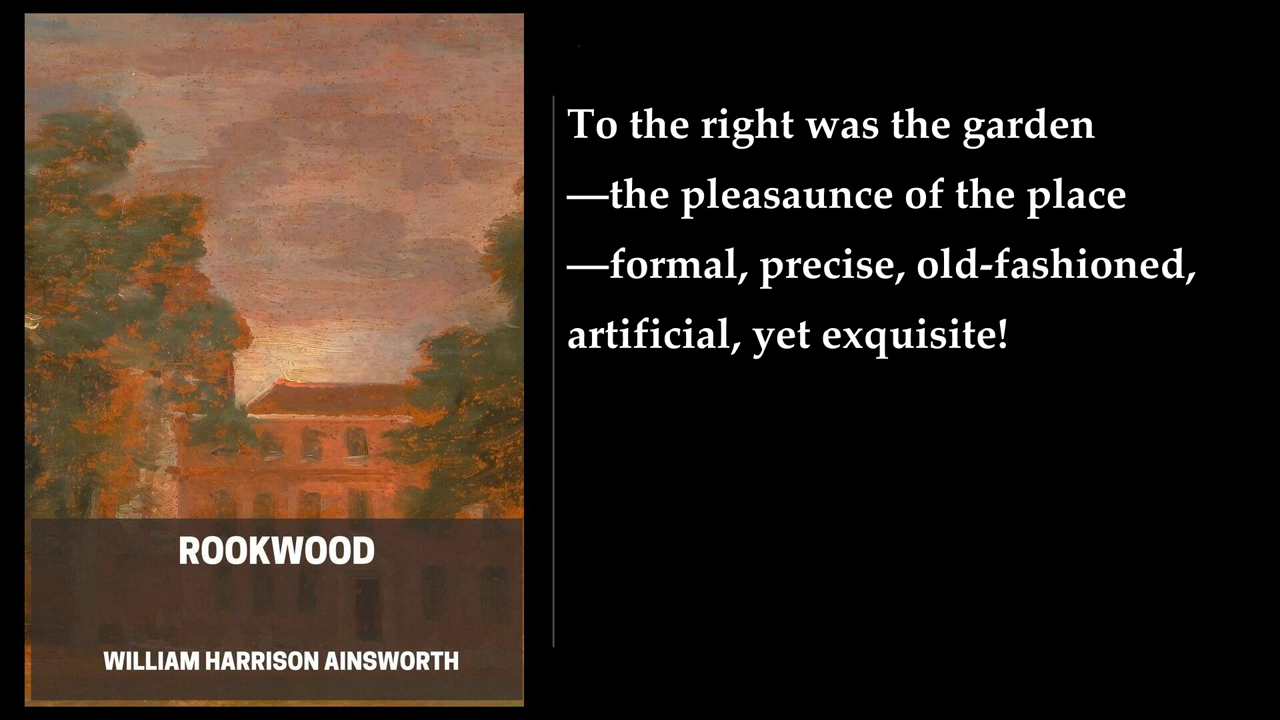 To the right was the garden
—the pleasaunce of the place
—formal, precise, old-fashioned,
artificial, yet exquisite!
ROOKWOOD
WILLIAM HARRISON AINSWORTH